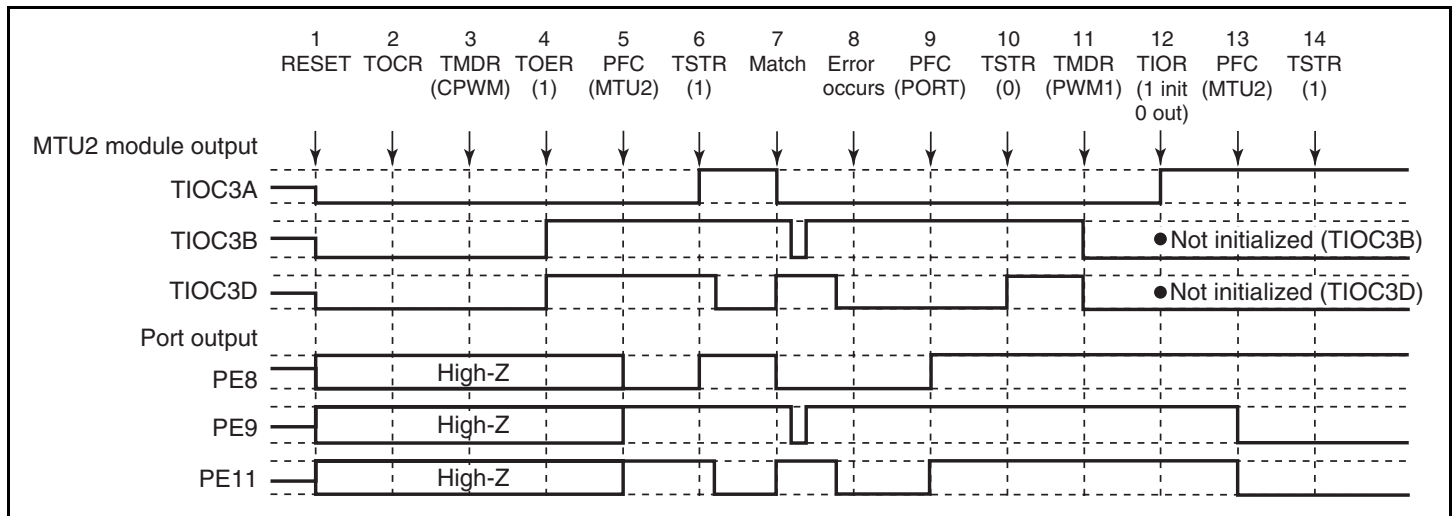 1 2 3 4 5 6 7 8 9 10 11 12 13 14
RESET TOCR TMDR TOER PFC TSTR Match Error PFC TSTR TMDR TIOR PFC TSTR
(CPWM) (1) (MTU2) (1) occurs (PORT) (0) (PWM1) (1 init (MTU2) (1)
0 out)
MTU2 module output
TIOC3A
TIOC3B ●Not initialized (TIOC3B)
TIOC3D ●Not initialized (TIOC3D)
Port output
PE8 High-Z
PE9 High-Z
PE11 High-Z